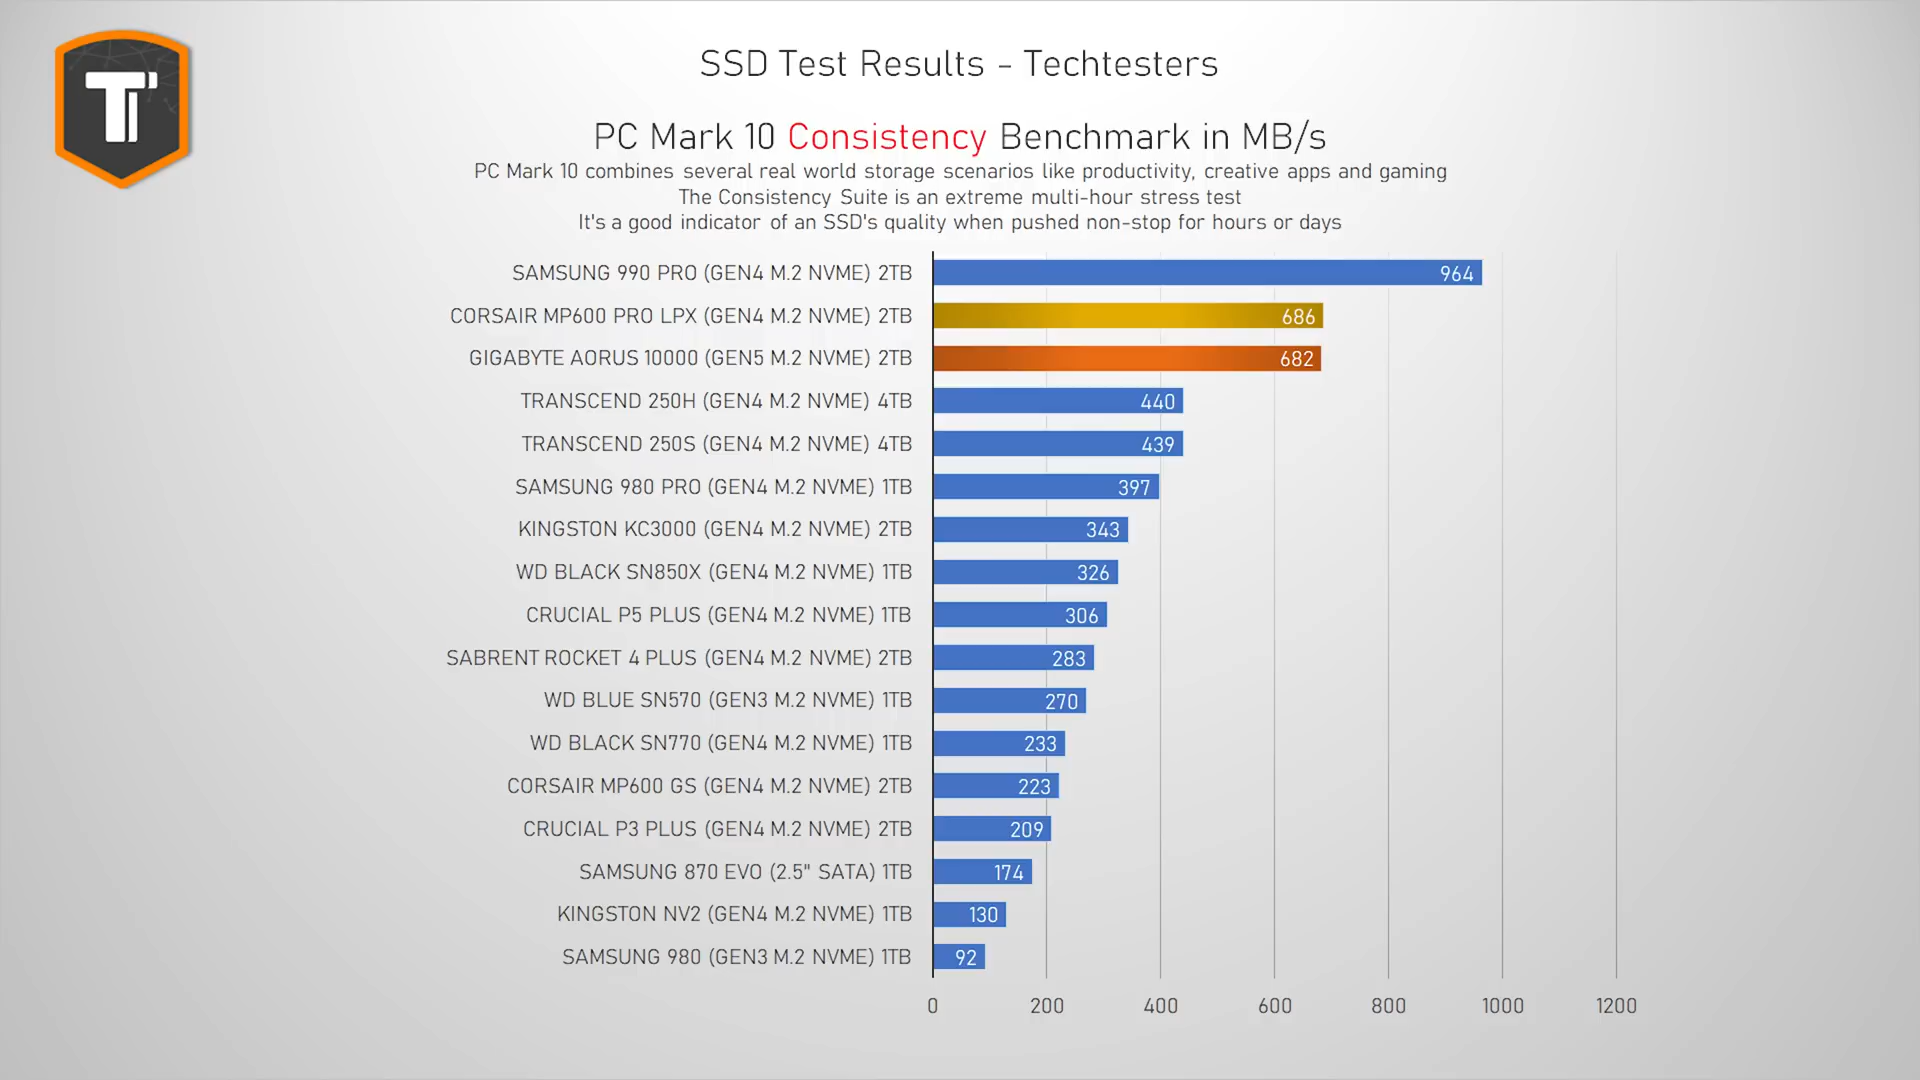 SSD Test Results - Techtesters
PC Mark 10 Consistency Benchmark in MB/s
PC Mark 10 combines several real world storage scenarios like productivity, creative apps and gaming
The Consistency Suite is an extreme multi-hour stress test
It's a good indicator of an SSD's quality when pushed non-stop for hours or days
SAMSUNG 990 PRO (GEN4 M.2 NVME) 2TB 964
CORSAIR MP600 PRO LPX (GEN4 M.2 NVME) 2TB 686
GIGABYTE AORUS 10000 (GEN5 M.2 NVME) 2TB 682
TRANSCEND 250H (GEN4 M.2 NVME) 4TB 440
TRANSCEND 250S (GEN4 M.2 NVME) 4TB 439
SAMSUNG 980 PRO (GEN4 M.2 NVME) 1TB 397
KINGSTON KC3000 (GEN4 M.2 NVME) 2TB 343
WD BLACK SN850X (GEN4 M.2 NVME) 1TB 326
CRUCIAL P5 PLUS (GEN4 M.2 NVME) 1TB 306
SABRENT ROCKET 4 PLUS (GEN4 M.2 NVME) 2TB 283
WD BLUE SN570 (GEN3 M.2 NVME) 1TB 270
WD BLACK SN770 (GEN4 M.2 NVME) 1TB 233
CORSAIR MP600 GS (GEN4 M.2 NVME) 2TB 223
CRUCIAL P3 PLUS (GEN4 M.2 NVME) 2TB 209
SAMSUNG 870 EVO (2.5" SATA) 1TB 174
KINGSTON NV2 (GEN4 M.2 NVME) 1TB 130
SAMSUNG 980 (GEN3 M.2 NVME) 1TB 92
0 200 400 600 800 1000 1200